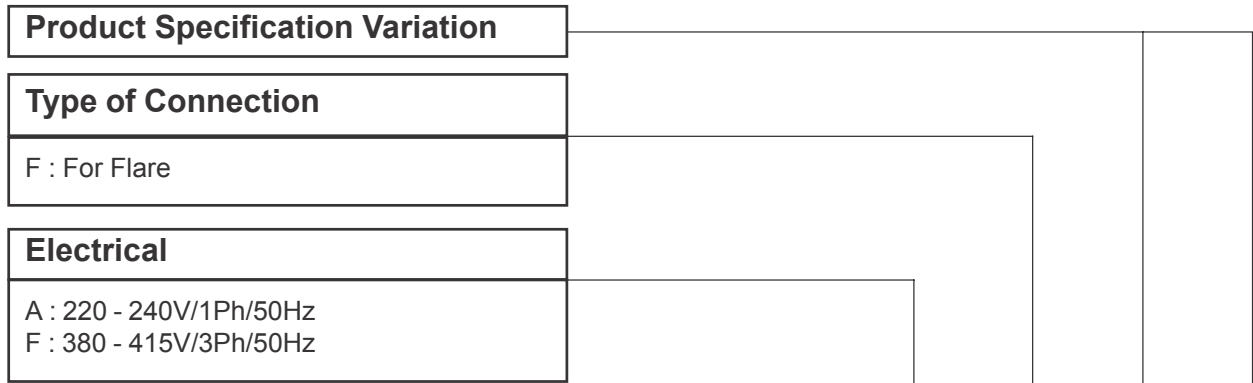 Product Specification Variation
Type of Connection
F : For Flare
Electrical
A : 220 - 240V/1Ph/50Hz
F : 380 - 415V/3Ph/50Hz